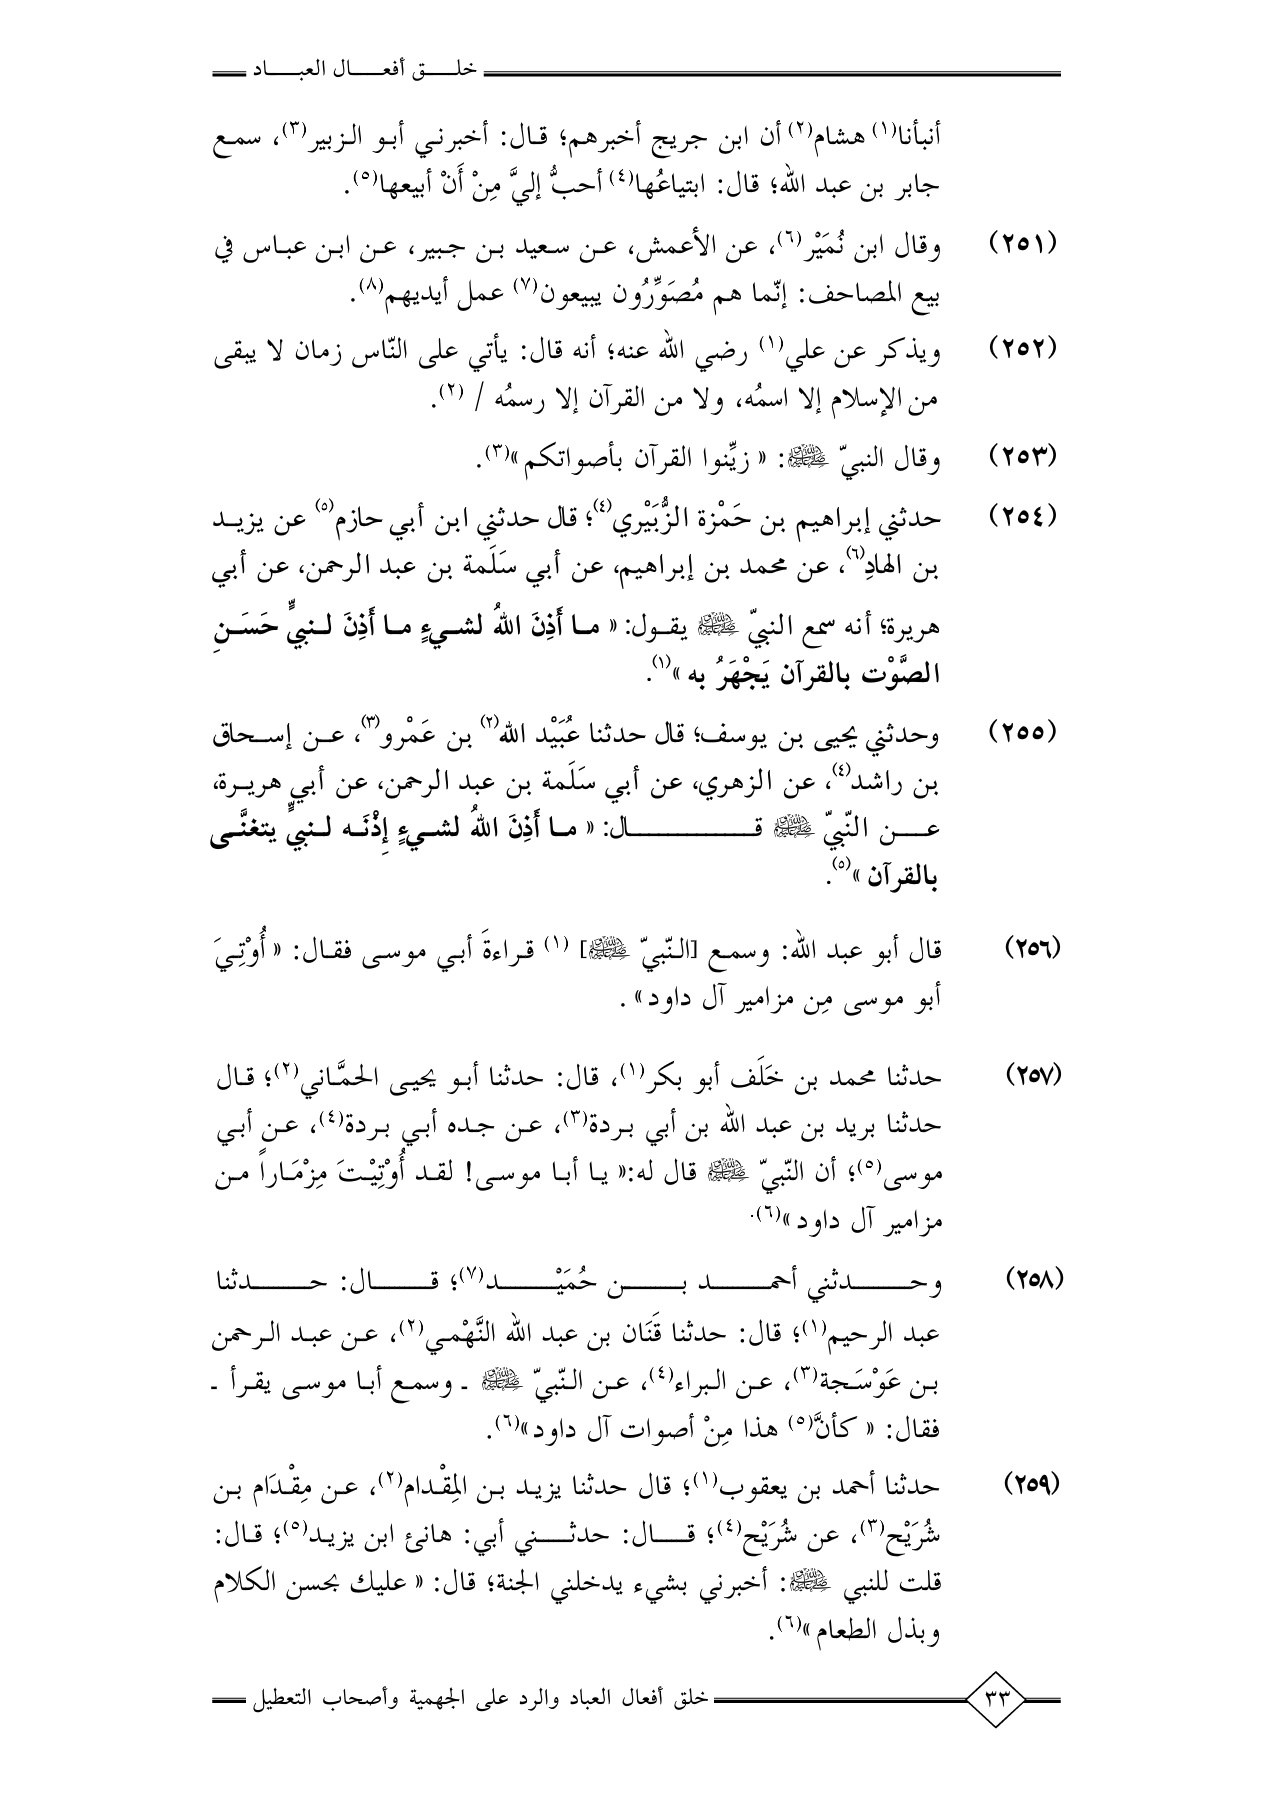 خلـــق أفعـــال العبـــاد
أنبأنا(١) هشام(٢) أن ابن جريج أخبرهم؛ قال: أخبرني أبو الزبير(٣)، سمع
جابر بن عبد الله؛ قال: ابتياعُها(٤) أحبُّ إليَّ مِنْ أَنْ أبيعها(٥).
(٢٥١) وقال ابن نُمَيْر(٦)، عن الأعمش، عن سعيد بن جبير، عن ابن عباس في
بيع المصاحف: إنّما هم مُصَوِّرُون يبيعون(٧) عمل أيديهم(٨).
(٢٥٢) ويذكر عن علي(١) رضي الله عنه؛ أنه قال: يأتي على النّاس زمان لا يبقى
من الإسلام إلا اسمُه، ولا من القرآن إلا رسمُه / (٢).
(٢٥٣) وقال النبيّ ﷺ: « زيِّنوا القرآن بأصواتكم »(٣).
(٢٥٤) حدثني إبراهيم بن حَمْزة الزُّبَيْري(٤)؛ قال حدثني ابن أبي حازم(٥) عن يزيد
بن الهادِ(٦)، عن محمد بن إبراهيم، عن أبي سَلَمة بن عبد الرحمن، عن أبي
هريرة؛ أنه سمع النبيّ ﷺ يقول: « ما أَذِنَ اللهُ لشيءٍ ما أَذِنَ لنبيٍّ حَسَنِ
الصَّوْت بالقرآن يَجْهَرُ به »(١).
(٢٥٥) وحدثني يحيى بن يوسف؛ قال حدثنا عُبَيْد الله(٢) بن عَمْرو(٣)، عن إسحاق
بن راشد(٤)، عن الزهري، عن أبي سَلَمة بن عبد الرحمن، عن أبي هريرة،
عـــن النّبيّ ﷺ قـــــــال: « ما أَذِنَ اللهُ لشيءٍ إِذْنَه لنبيٍّ يتغنَّى
بالقرآن »(٥).
(٢٥٦) قال أبو عبد الله: وسمع [النّبيّ ﷺ] (١) قراءةَ أبي موسى فقال: « أُوْتِيَ
أبو موسى مِن مزامير آل داود » .
(٢٥٧) حدثنا محمد بن خَلَف أبو بكر(١)، قال: حدثنا أبو يحيى الحمَّاني(٢)؛ قال
حدثنا بريد بن عبد الله بن أبي بردة(٣)، عن جده أبي بردة(٤)، عن أبي
موسى(٥)؛ أن النّبيّ ﷺ قال له:« يا أبا موسى! لقد أُوْتِيْتَ مِزْمَاراً من
مزامير آل داود »(٦).
(٢٥٨) وحـــــدثني أحمـــــد بـــــن حُمَيْـــــد(٧)؛ قـــــال: حـــــدثنا
عبد الرحيم(١)؛ قال: حدثنا قَنَان بن عبد الله النَّهْمي(٢)، عن عبد الرحمن
بن عَوْسَجة(٣)، عن البراء(٤)، عن النّبيّ ﷺ ـ وسمع أبا موسى يقرأ ـ
فقال: « كأنَّ(٥) هذا مِنْ أصوات آل داود »(٦).
(٢٥٩) حدثنا أحمد بن يعقوب(١)؛ قال حدثنا يزيد بن المِقْدام(٢)، عن مِقْدَام بن
شُرَيْح(٣)، عن شُرَيْح(٤)؛ قـــال: حدثـــني أبي: هانئ ابن يزيد(٥)؛ قال:
قلت للنبي ﷺ: أخبرني بشيء يدخلني الجنة؛ قال: « عليك بحسن الكلام
وبذل الطعام »(٦).
٣٣ خلق أفعال العباد والرد على الجهمية وأصحاب التعطيل